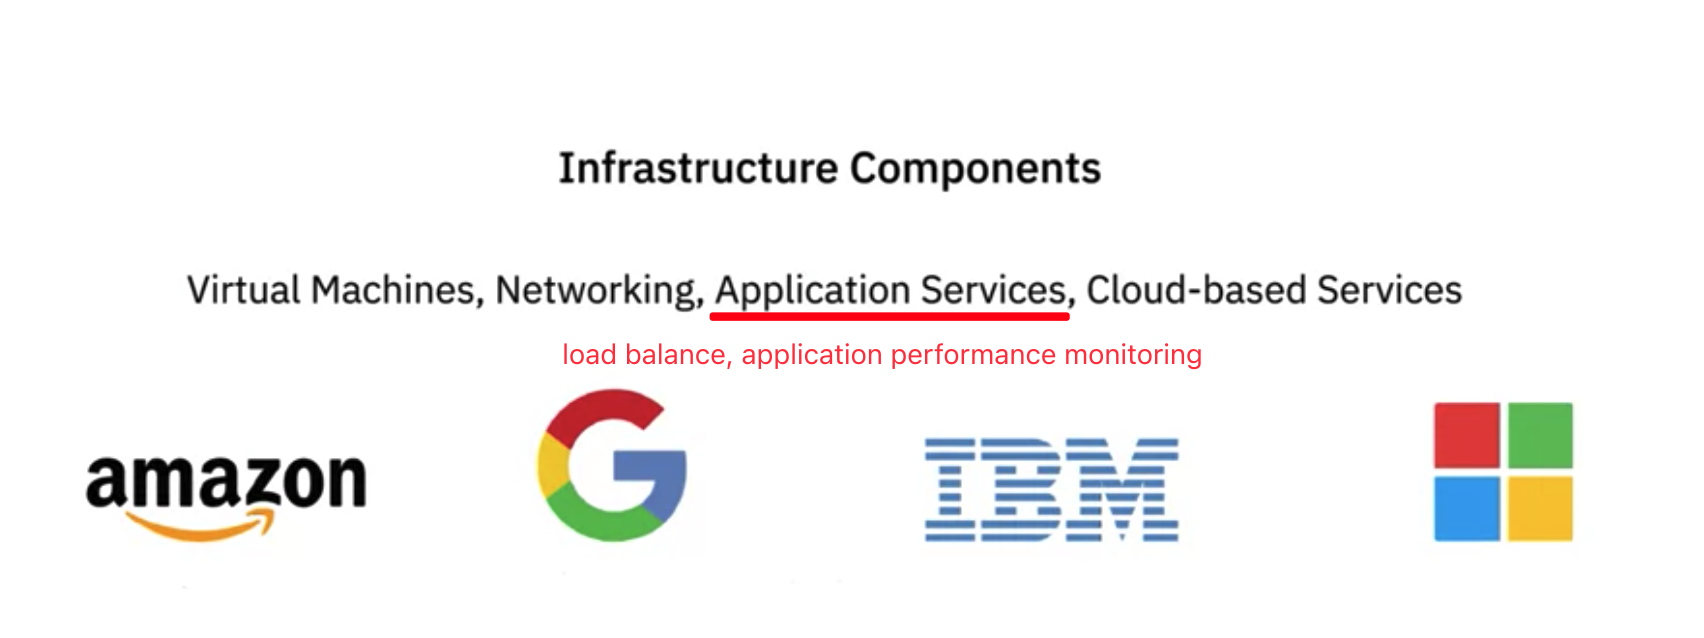 Infrastructure Components
Virtual Machines, Networking, Application Services, Cloud-based Services
load balance, application performance monitoring
amazon
G
IBM